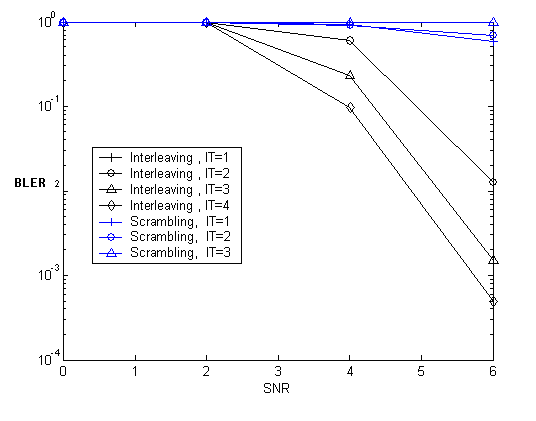 10^0
10^-1
Interleaving , IT=1
Interleaving , IT=2
Interleaving , IT=3
Interleaving , IT=4
Scrambling, IT=1
Scrambling, IT=2
Scrambling, IT=3
BLER 2
10^-3
10^-4
0 1 2 3 4 5 6
SNR